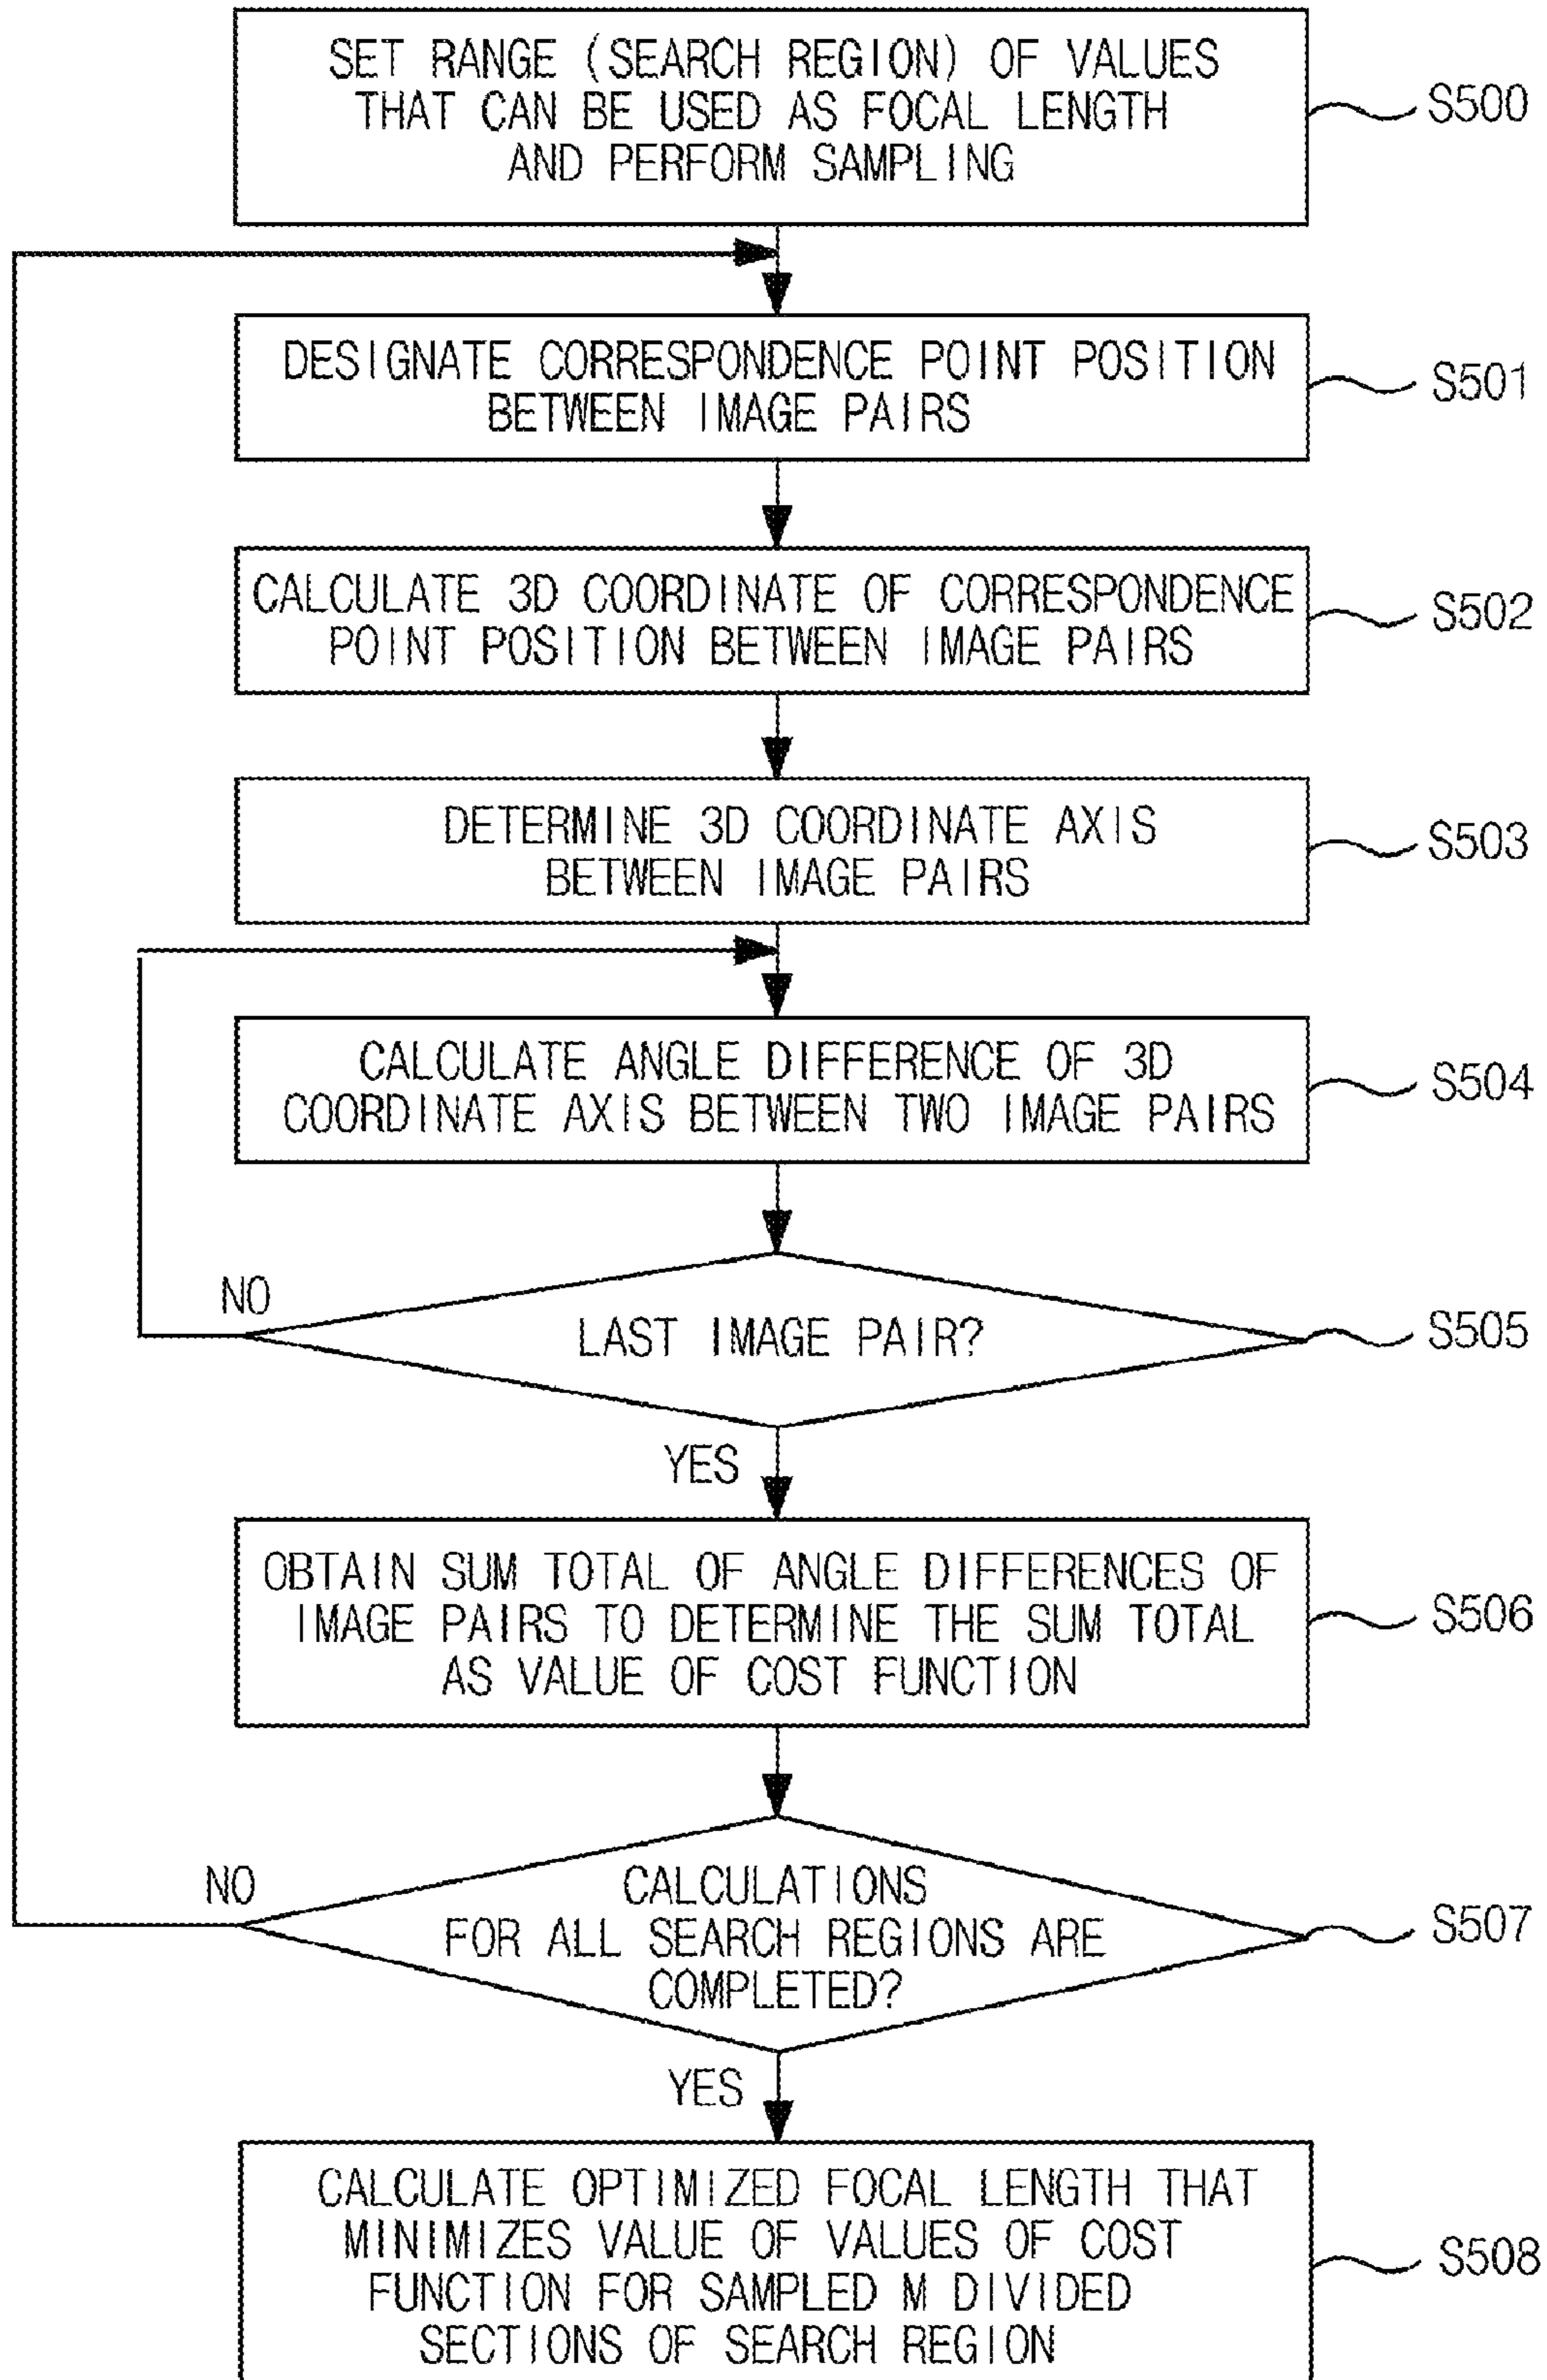 SET RANGE (SEARCH REGION) OF VALUES
THAT CAN BE USED AS FOCAL LENGTH
AND PERFORM SAMPLING
S500
DESIGNATE CORRESPONDENCE POINT POSITION
BETWEEN IMAGE PAIRS
S501
CALCULATE 3D COORDINATE OF CORRESPONDENCE
POINT POSITION BETWEEN IMAGE PAIRS
S502
DETERMINE 3D COORDINATE AXIS
BETWEEN IMAGE PAIRS
S503
CALCULATE ANGLE DIFFERENCE OF 3D
COORDINATE AXIS BETWEEN TWO IMAGE PAIRS
S504
NO
LAST IMAGE PAIR?
S505
YES
OBTAIN SUM TOTAL OF ANGLE DIFFERENCES OF
IMAGE PAIRS TO DETERMINE THE SUM TOTAL
AS VALUE OF COST FUNCTION
S506
NO
CALCULATIONS
FOR ALL SEARCH REGIONS ARE
COMPLETED?
S507
YES
CALCULATE OPTIMIZED FOCAL LENGTH THAT
MINIMIZES VALUE OF VALUES OF COST
FUNCTION FOR SAMPLED M DIVIDED
SECTIONS OF SEARCH REGION
S508